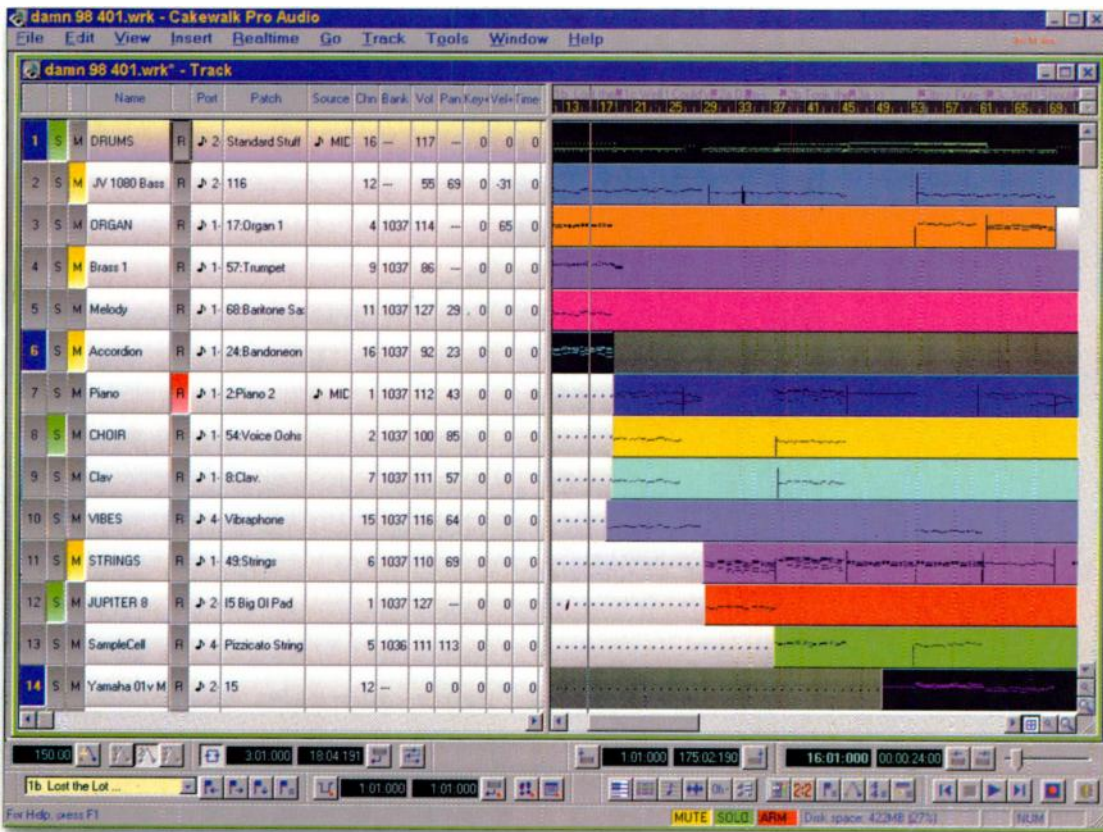 damn 98 401.wrk - Cakewalk Pro Audio
File Edit View Insert Realtime Go Track Tools Window Help
damn 98 401.wrk* - Track
Name Port Patch Source Chn Bank Vol Pan Key+ Vel+ Time
13 17 21 25 29 33 37 41 45 49 53 57 61 65 69
1 S M DRUMS R 2- Standard Stuff MIC 16 --- 117 --- 0 0 0
2 S M JV 1080 Bass R 2- 116 12 --- 55 69 0 -31 0
3 S M ORGAN R 1- 17:Organ 1 4 1037 114 --- 0 65 0
4 S M Brass 1 R 1- 57:Trumpet 9 1037 86 --- 0 0 0
5 S M Melody R 1- 68:Baritone Sa: 11 1037 127 29 0 0 0
6 S M Accordion R 1- 24:Bandoneon 16 1037 92 23 0 0 0
7 S M Piano R 1- 2:Piano 2 MIC 1 1037 112 43 0 0 0
8 S M CHOIR R 1- 54:Voice Oohs 2 1037 100 85 0 0 0
9 S M Clav R 1- 8:Clav. 7 1037 111 57 0 0 0
10 S M VIBES R 4- Vibraphone 15 1037 116 64 0 0 0
11 S M STRINGS R 1- 49:Strings 6 1037 110 69 0 0 0
12 S M JUPITER 8 R 2- I5 Big Ol Pad 1 1037 127 --- 0 0 0
13 S M SampleCell R 4- Pizzicato String 5 1036 111 113 0 0 0
14 S M Yamaha 01v M R 2- 15 12 --- 0 0 0 0 0
150.00 3:01:000 18:04:191 1:01:000 175:02:190 16:01:000 00:00:24:00
1b Lost the Lot ... 1:01:000 1:01:000 2:2
For Help, press F1 MUTE SOLO ARM Disk space: 422MB (27%) NUM